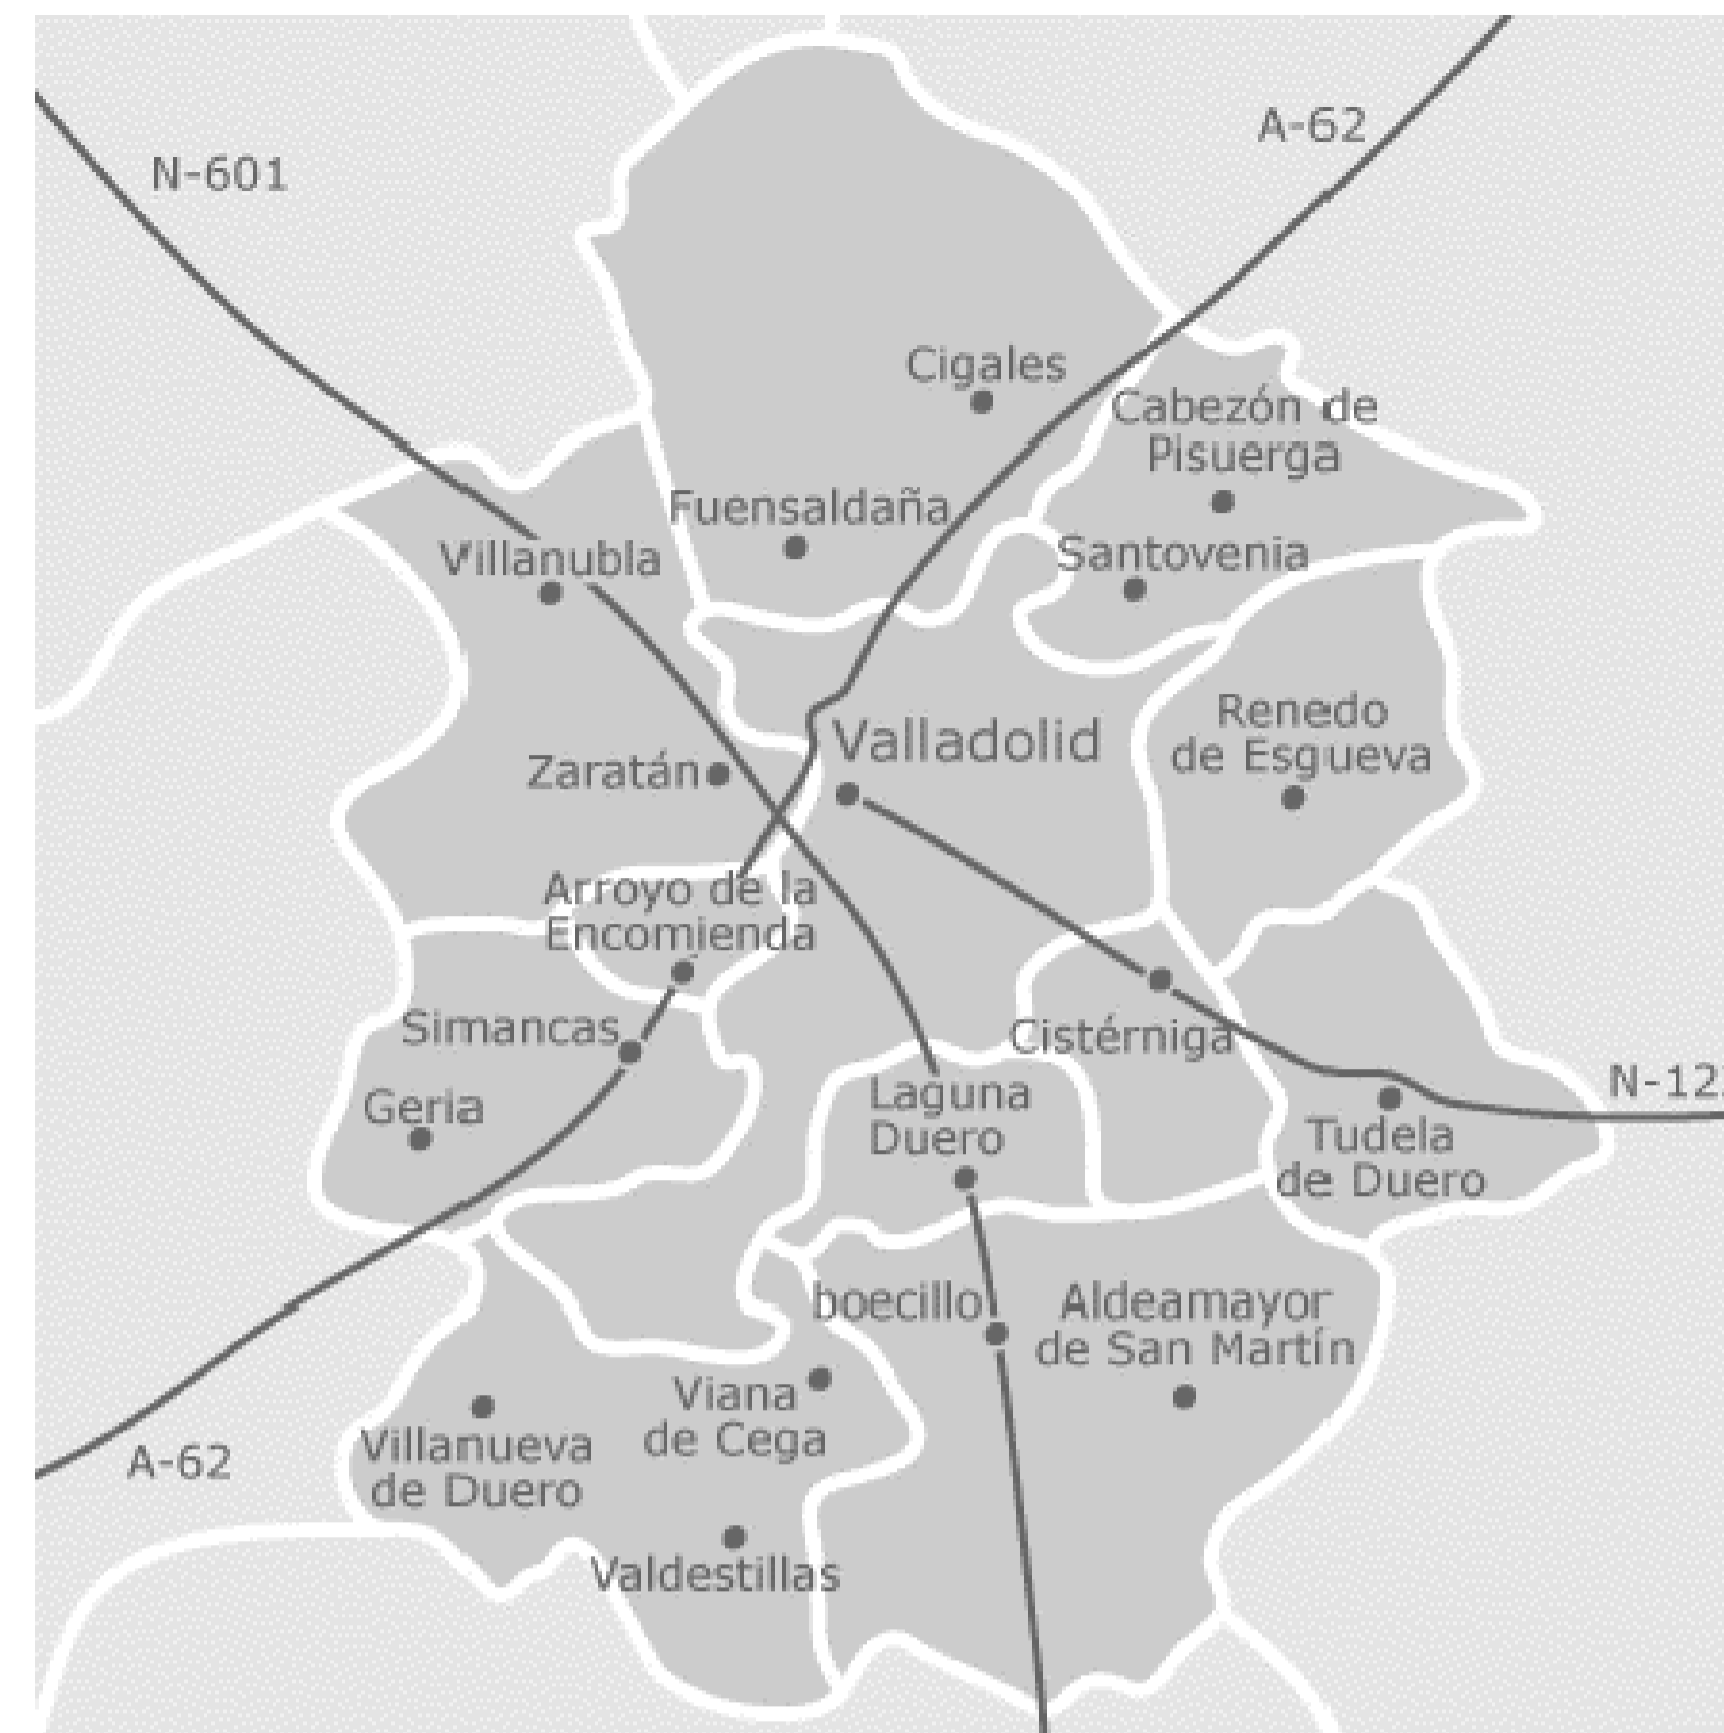 A-62
N-601
Cigales
Cabezón de
Pisuerga
Fuensaldaña
Santovenia
Villanubla
Renedo
de Esgueva
Valladolid
Zaratán
Arroyo de la
Encomienda
Simancas
Cistérniga
Geria
Laguna
Duero
N-12
Tudela
de Duero
boecillo
Aldeamayor
de San Martín
Viana
de Cega
Villanueva
de Duero
A-62
Valdestillas